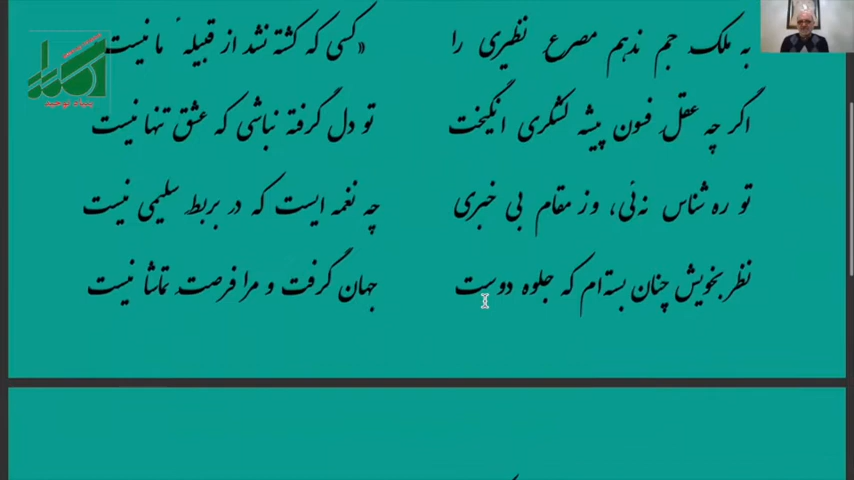 به ملک جم ندهم مصرع نظیری را «کسی که کشته نشد از قبیلهٔ ما نیست
اگر چه عقل فسون پیشه لشکری انگیخت تو دل گرفته نباشی که عشق تنها نیست
تو ره شناس نه‌ئی، وز مقام بی خبری چه نغمه ایست که در بربط سلیمی نیست
نظر بخویش چنان بسته‌ام که جلوه دوست جهان گرفت و مرا فرصت تماشا نیست
بنیاد توحید